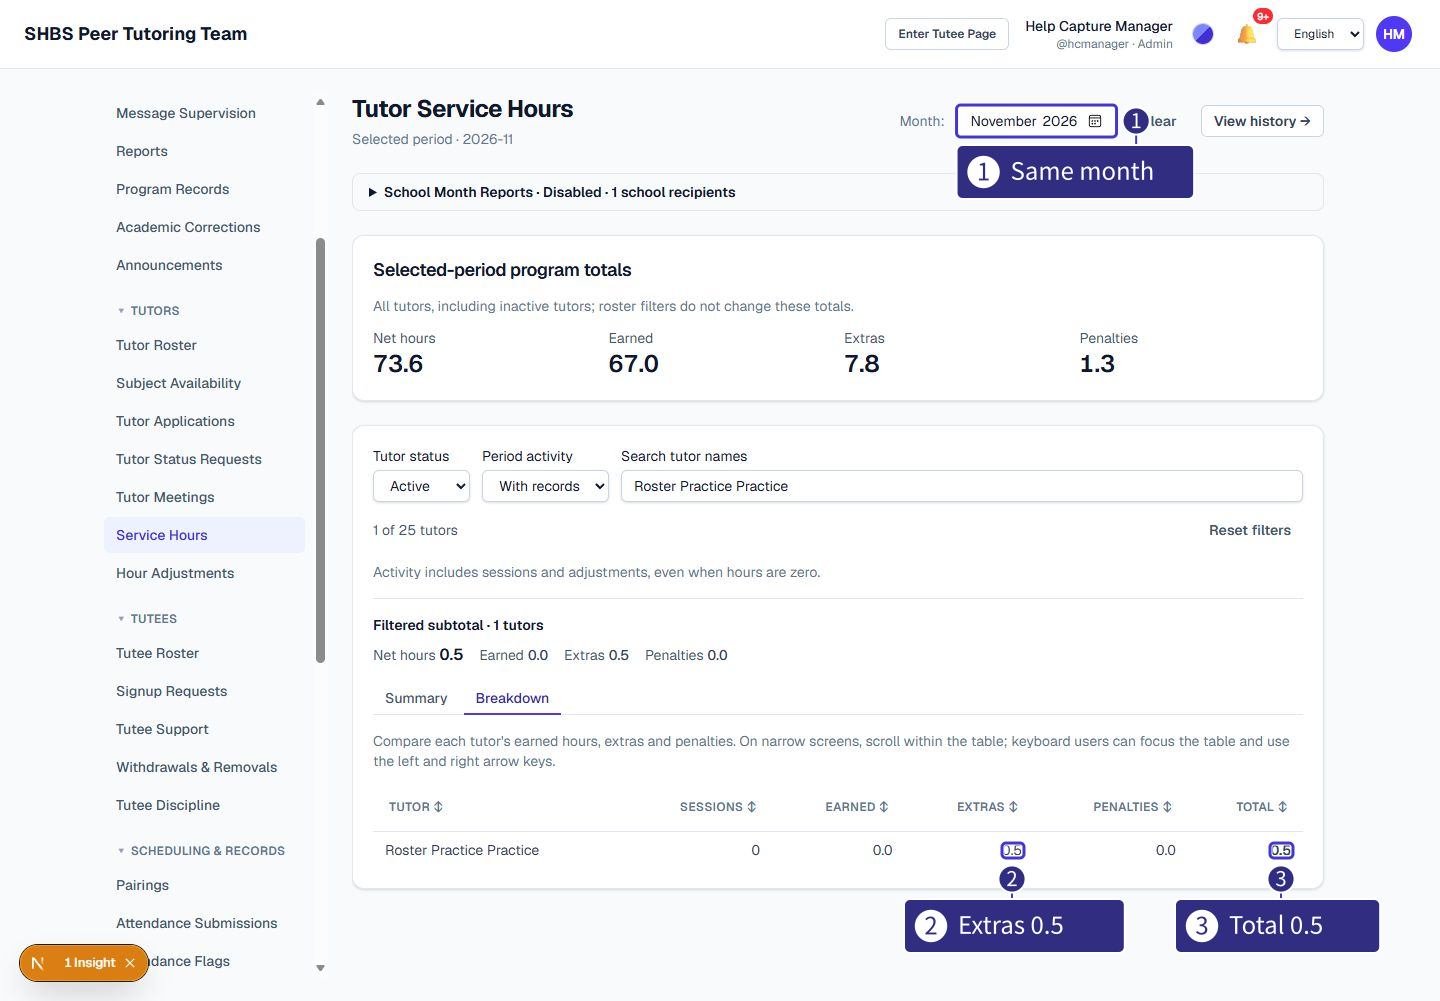 SHBS Peer Tutoring Team
Enter Tutee Page
Help Capture Manager
@hcmanager · Admin
9+
English
HM
Message Supervision
Reports
Program Records
Academic Corrections
Announcements
TUTORS
Tutor Roster
Subject Availability
Tutor Applications
Tutor Status Requests
Tutor Meetings
Service Hours
Hour Adjustments
TUTEES
Tutee Roster
Signup Requests
Tutee Support
Withdrawals & Removals
Tutee Discipline
SCHEDULING & RECORDS
Pairings
Attendance Submissions
dance Flags
N 1 Insight ×
Tutor Service Hours
Selected period · 2026-11
Month: November 2026 1 lear
View history →
1 Same month
School Month Reports · Disabled · 1 school recipients
Selected-period program totals
All tutors, including inactive tutors; roster filters do not change these totals.
Net hours Earned Extras Penalties
73.6 67.0 7.8 1.3
Tutor status Period activity Search tutor names
Active With records Roster Practice Practice
1 of 25 tutors Reset filters
Activity includes sessions and adjustments, even when hours are zero.
Filtered subtotal · 1 tutors
Net hours 0.5 Earned 0.0 Extras 0.5 Penalties 0.0
Summary Breakdown
Compare each tutor's earned hours, extras and penalties. On narrow screens, scroll within the table; keyboard users can focus the table and use
the left and right arrow keys.
TUTOR SESSIONS EARNED EXTRAS PENALTIES TOTAL
Roster Practice Practice 0 0.0 0.5 0.0 0.5
2 3
2 Extras 0.5 3 Total 0.5